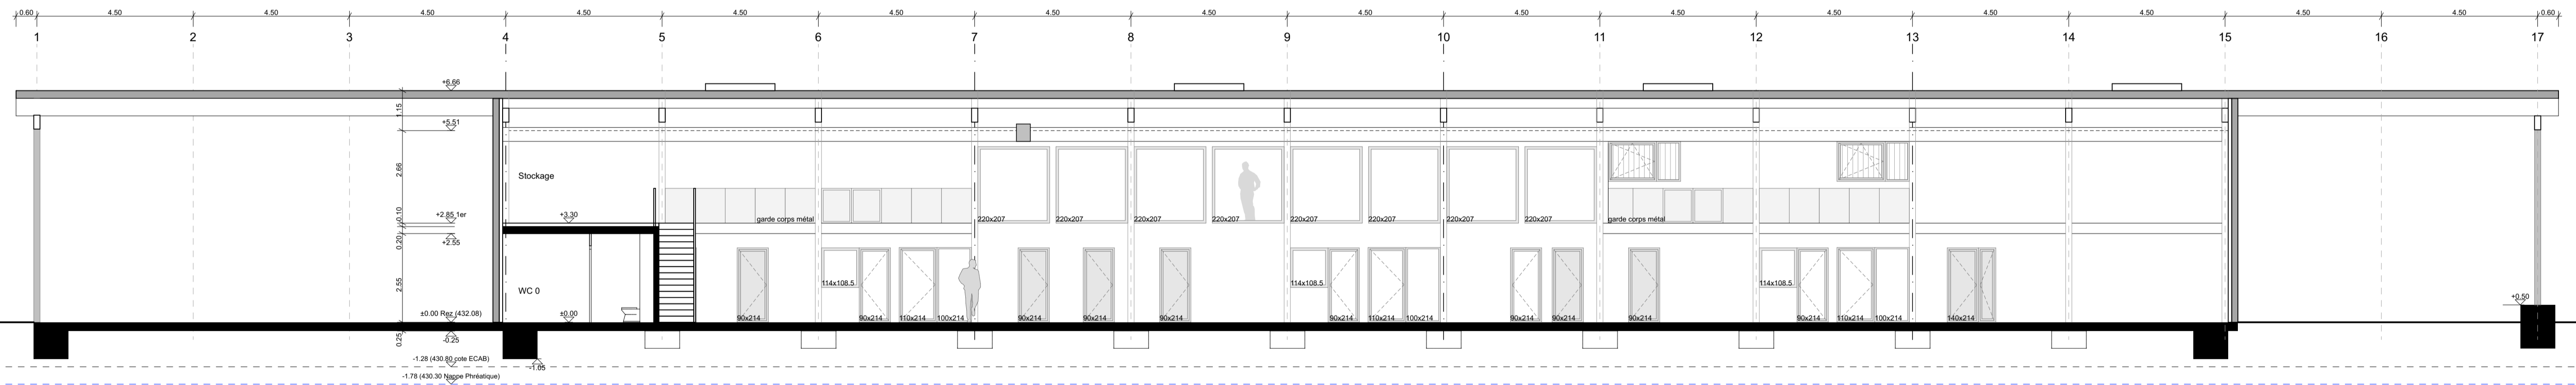 0.60 4.50 4.50 4.50 4.50 4.50 4.50 4.50 4.50 4.50 4.50 4.50 4.50 4.50 4.50 4.50 4.50 0.60
1 2 3 4 5 6 7 8 9 10 11 12 13 14 15 16 17
+6.66
1.15
+5.51
2.66
Stockage
+2.85 1er
0.10
+3.30
garde corps métal
220x207 220x207 220x207 220x207 220x207 220x207 220x207 220x207
garde corps métal
0.20
+2.55
2.55
114x108.5 114x108.5 114x108.5
WC 0
+0.50
±0.00 Rez (432.08)
±0.00
90x214 90x214 110x214 100x214 90x214 90x214 90x214 90x214 110x214 100x214 90x214 90x214 90x214 90x214 110x214 100x214 140x214
0.25
-0.25
-1.28 (430.80 cote ECAB)
-1.05
-1.78 (430.30 Nappe Phréatique)